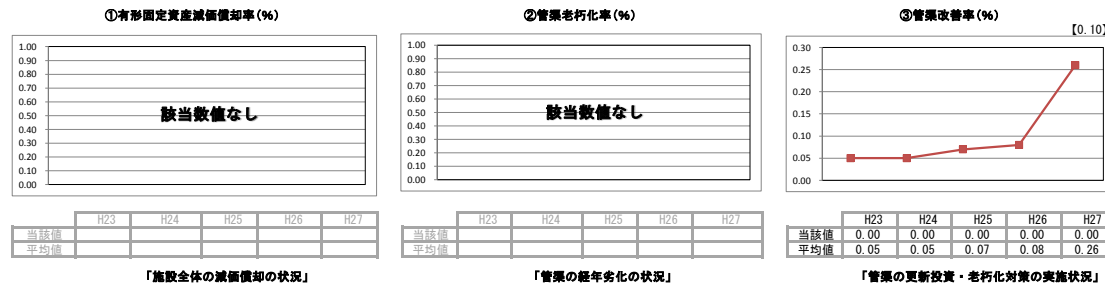 ①有形固定資産減価償却率(%)
1.00
0.90
0.80
0.70
0.60
0.50
0.40
0.30
0.20
0.10
0.00
該当数値なし
H23 H24 H25 H26 H27
当該値
平均値
「施設全体の減価償却の状況」
②管渠老朽化率(%)
1.00
0.90
0.80
0.70
0.60
0.50
0.40
0.30
0.20
0.10
0.00
該当数値なし
H23 H24 H25 H26 H27
当該値
平均値
「管渠の経年劣化の状況」
③管渠改善率(%)
【0.10】
0.30
0.25
0.20
0.15
0.10
0.05
0.00
H23 H24 H25 H26 H27
当該値 0.00 0.00 0.00 0.00 0.00
平均値 0.05 0.05 0.07 0.08 0.26
「管渠の更新投資・老朽化対策の実施状況」